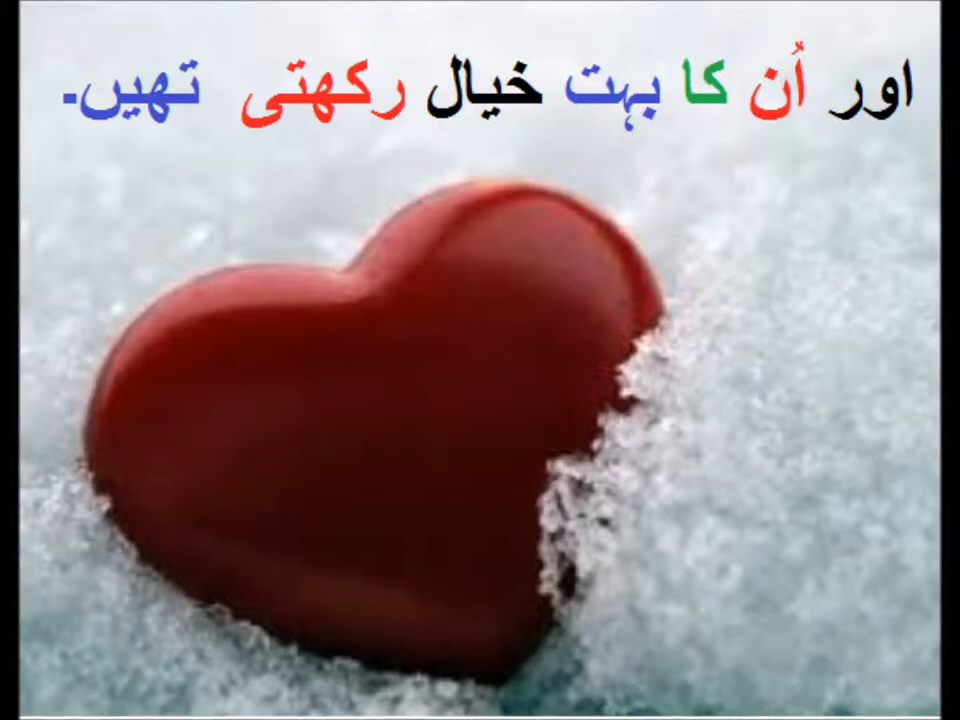 اور اُن کا بہت خیال رکھتی تھیں۔